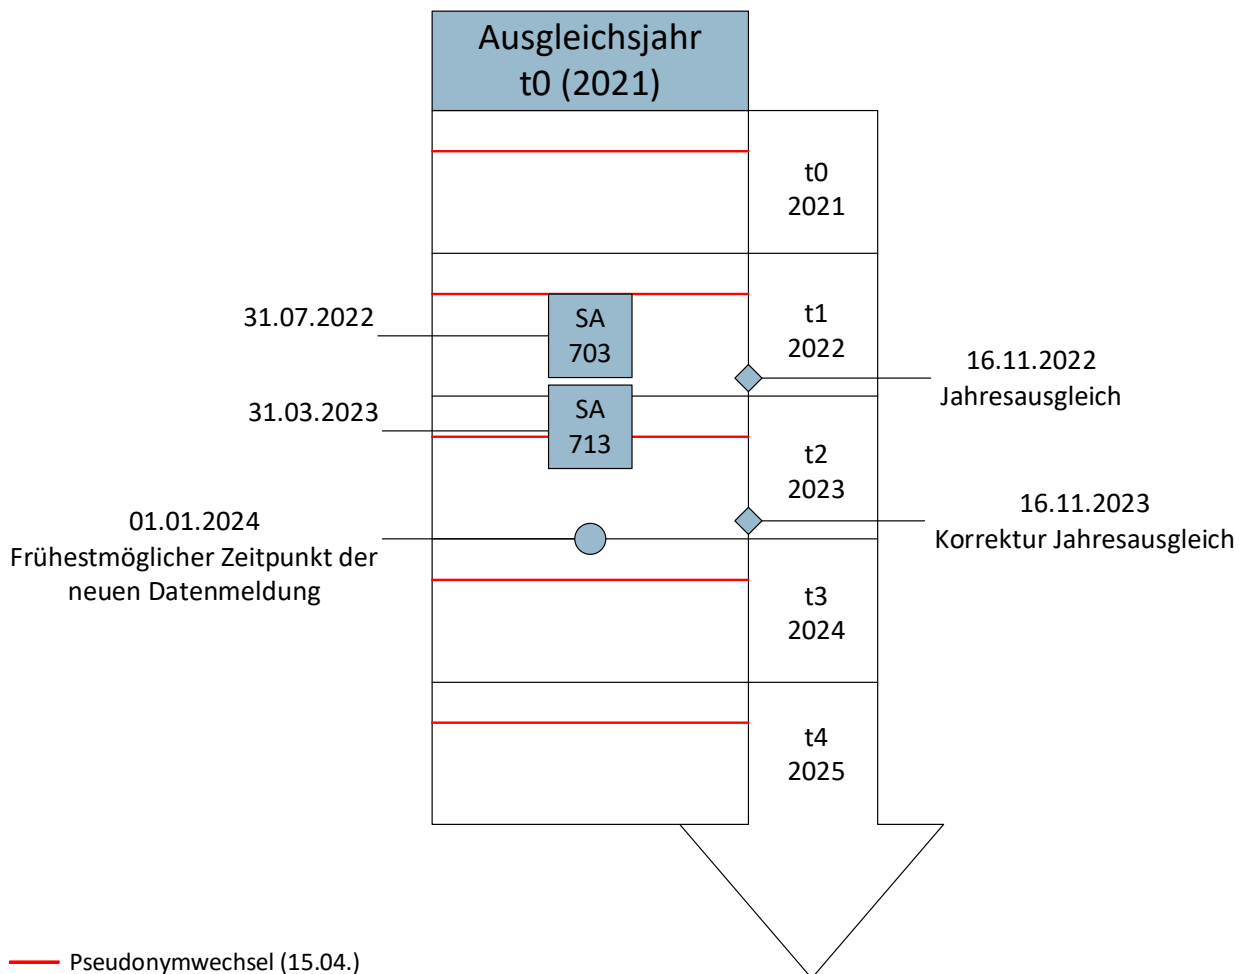 Ausgleichsjahr
t0 (2021)
t0
2021
31.07.2022
SA
703
t1
2022
16.11.2022
Jahresausgleich
31.03.2023
SA
713
t2
2023
16.11.2023
Korrektur Jahresausgleich
01.01.2024
Frühestmöglicher Zeitpunkt der
neuen Datenmeldung
t3
2024
t4
2025
Pseudonymwechsel (15.04.)